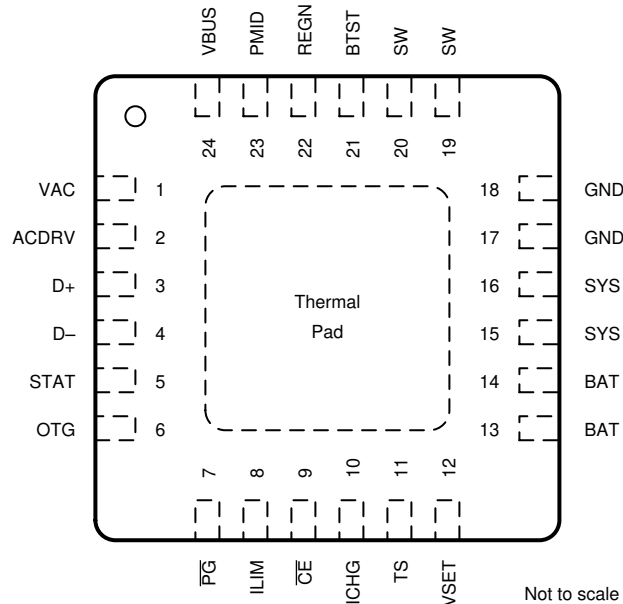 VBUS
PMID
REGN
BTST
SW
SW
24
23
22
21
20
19
VAC 1
18 GND
ACDRV 2
17 GND
D+ 3
16 SYS
D– 4
15 SYS
STAT 5
14 BAT
OTG 6
13 BAT
Thermal
Pad
7
8
9
10
11
12
P̅G̅
ILIM
C̅E̅
ICHG
TS
VSET
Not to scale